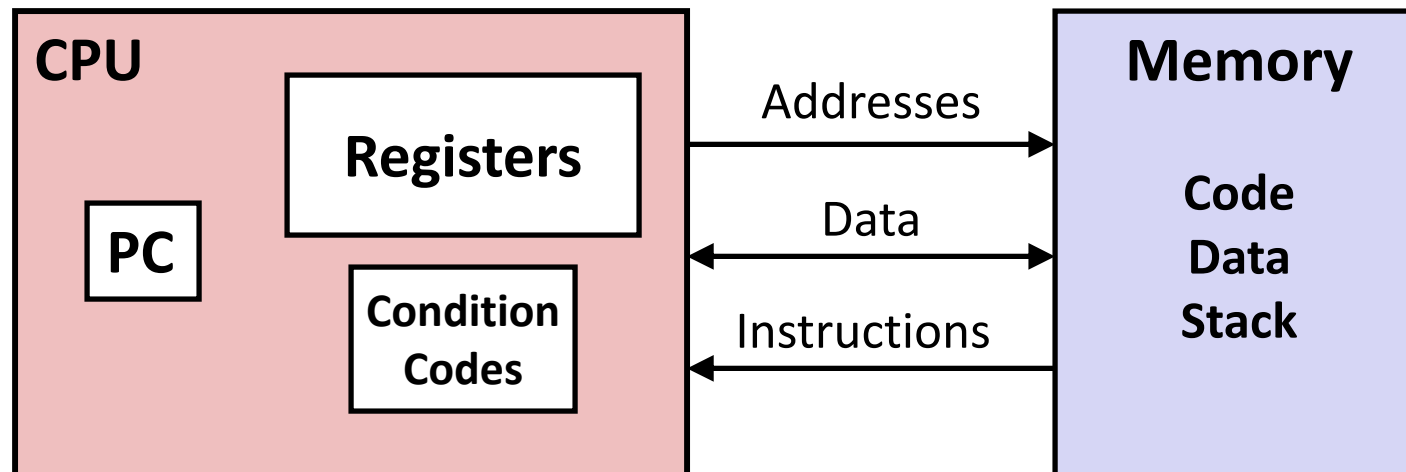 CPU
Registers
PC
Condition
Codes
Addresses
Data
Instructions
Memory
Code
Data
Stack